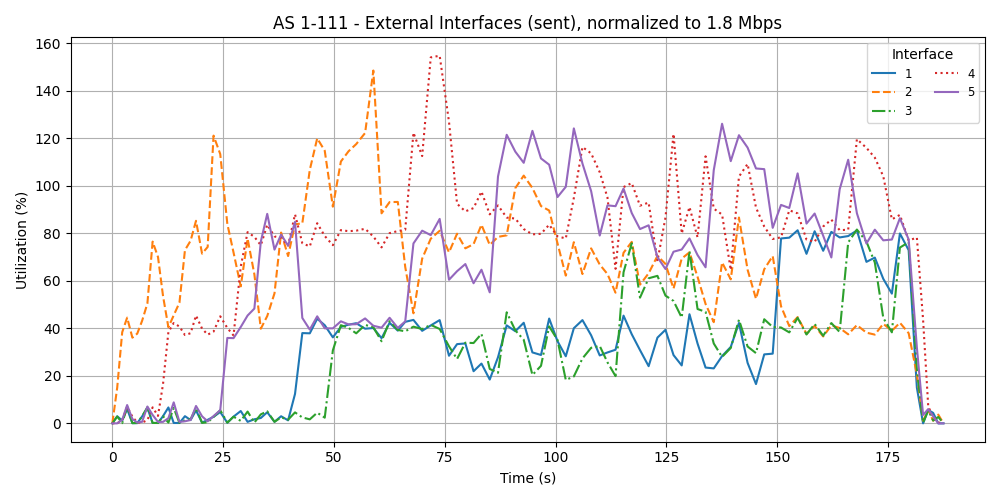 AS 1-111 - External Interfaces (sent), normalized to 1.8 Mbps
Utilization (%)
160
140
120
100
80
60
40
20
0
0 25 50 75 100 125 150 175
Time (s)
Interface
1 4
2 5
3